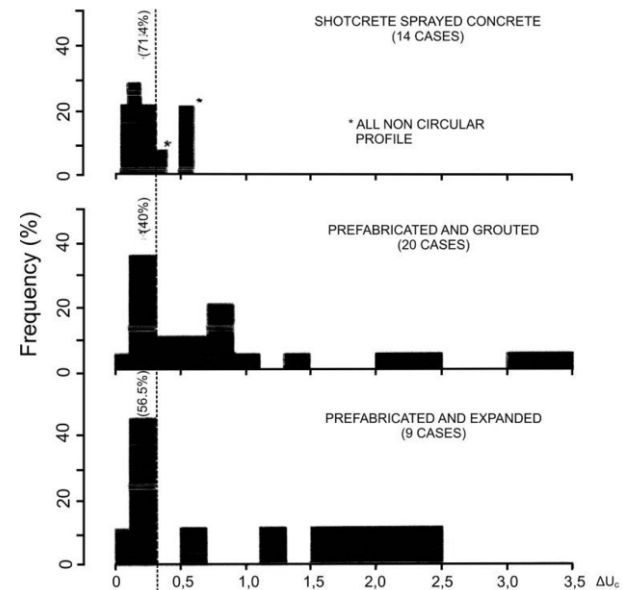 40
20
0
(71.4%)
SHOTCRETE SPRAYED CONCRETE
(14 CASES)
*
*
* ALL NON CIRCULAR
PROFILE
Frequency (%)
40
20
0
(40%)
PREFABRICATED AND GROUTED
(20 CASES)
40
20
0
(56.5%)
PREFABRICATED AND EXPANDED
(9 CASES)
0 0,5 1,0 1,5 2,0 2,5 3,0 3,5 ΔUc